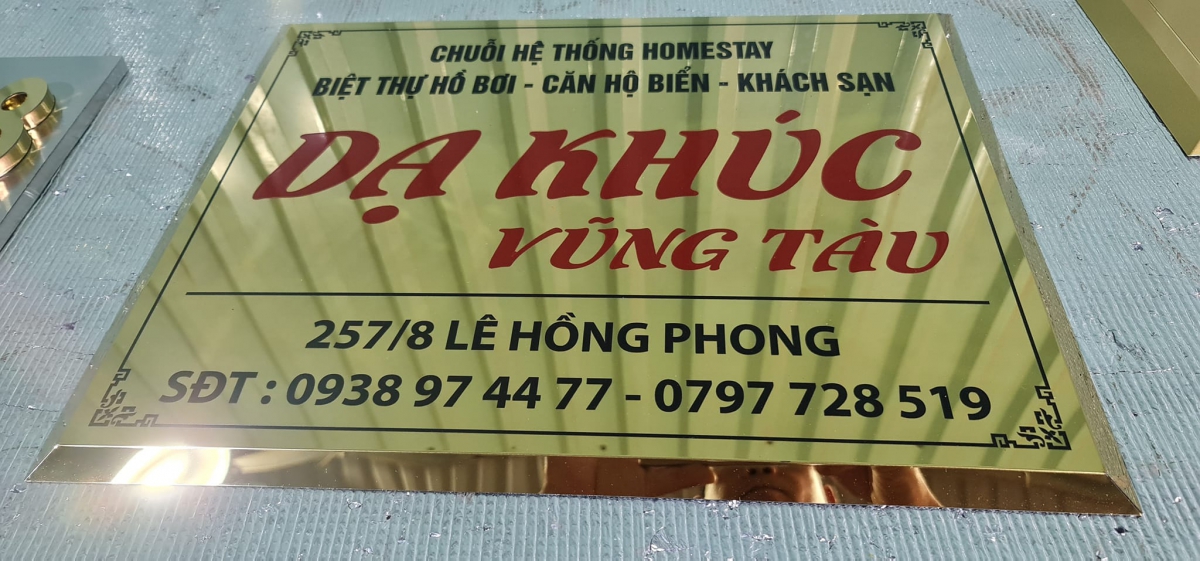 CHUỖI HỆ THỐNG HOMESTAY
BIỆT THỰ HỒ BƠI - CĂN HỘ BIỂN - KHÁCH SẠN
DẠ KHÚC
VŨNG TÀU
257/8 LÊ HỒNG PHONG
SĐT : 0938 97 44 77 - 0797 728 519